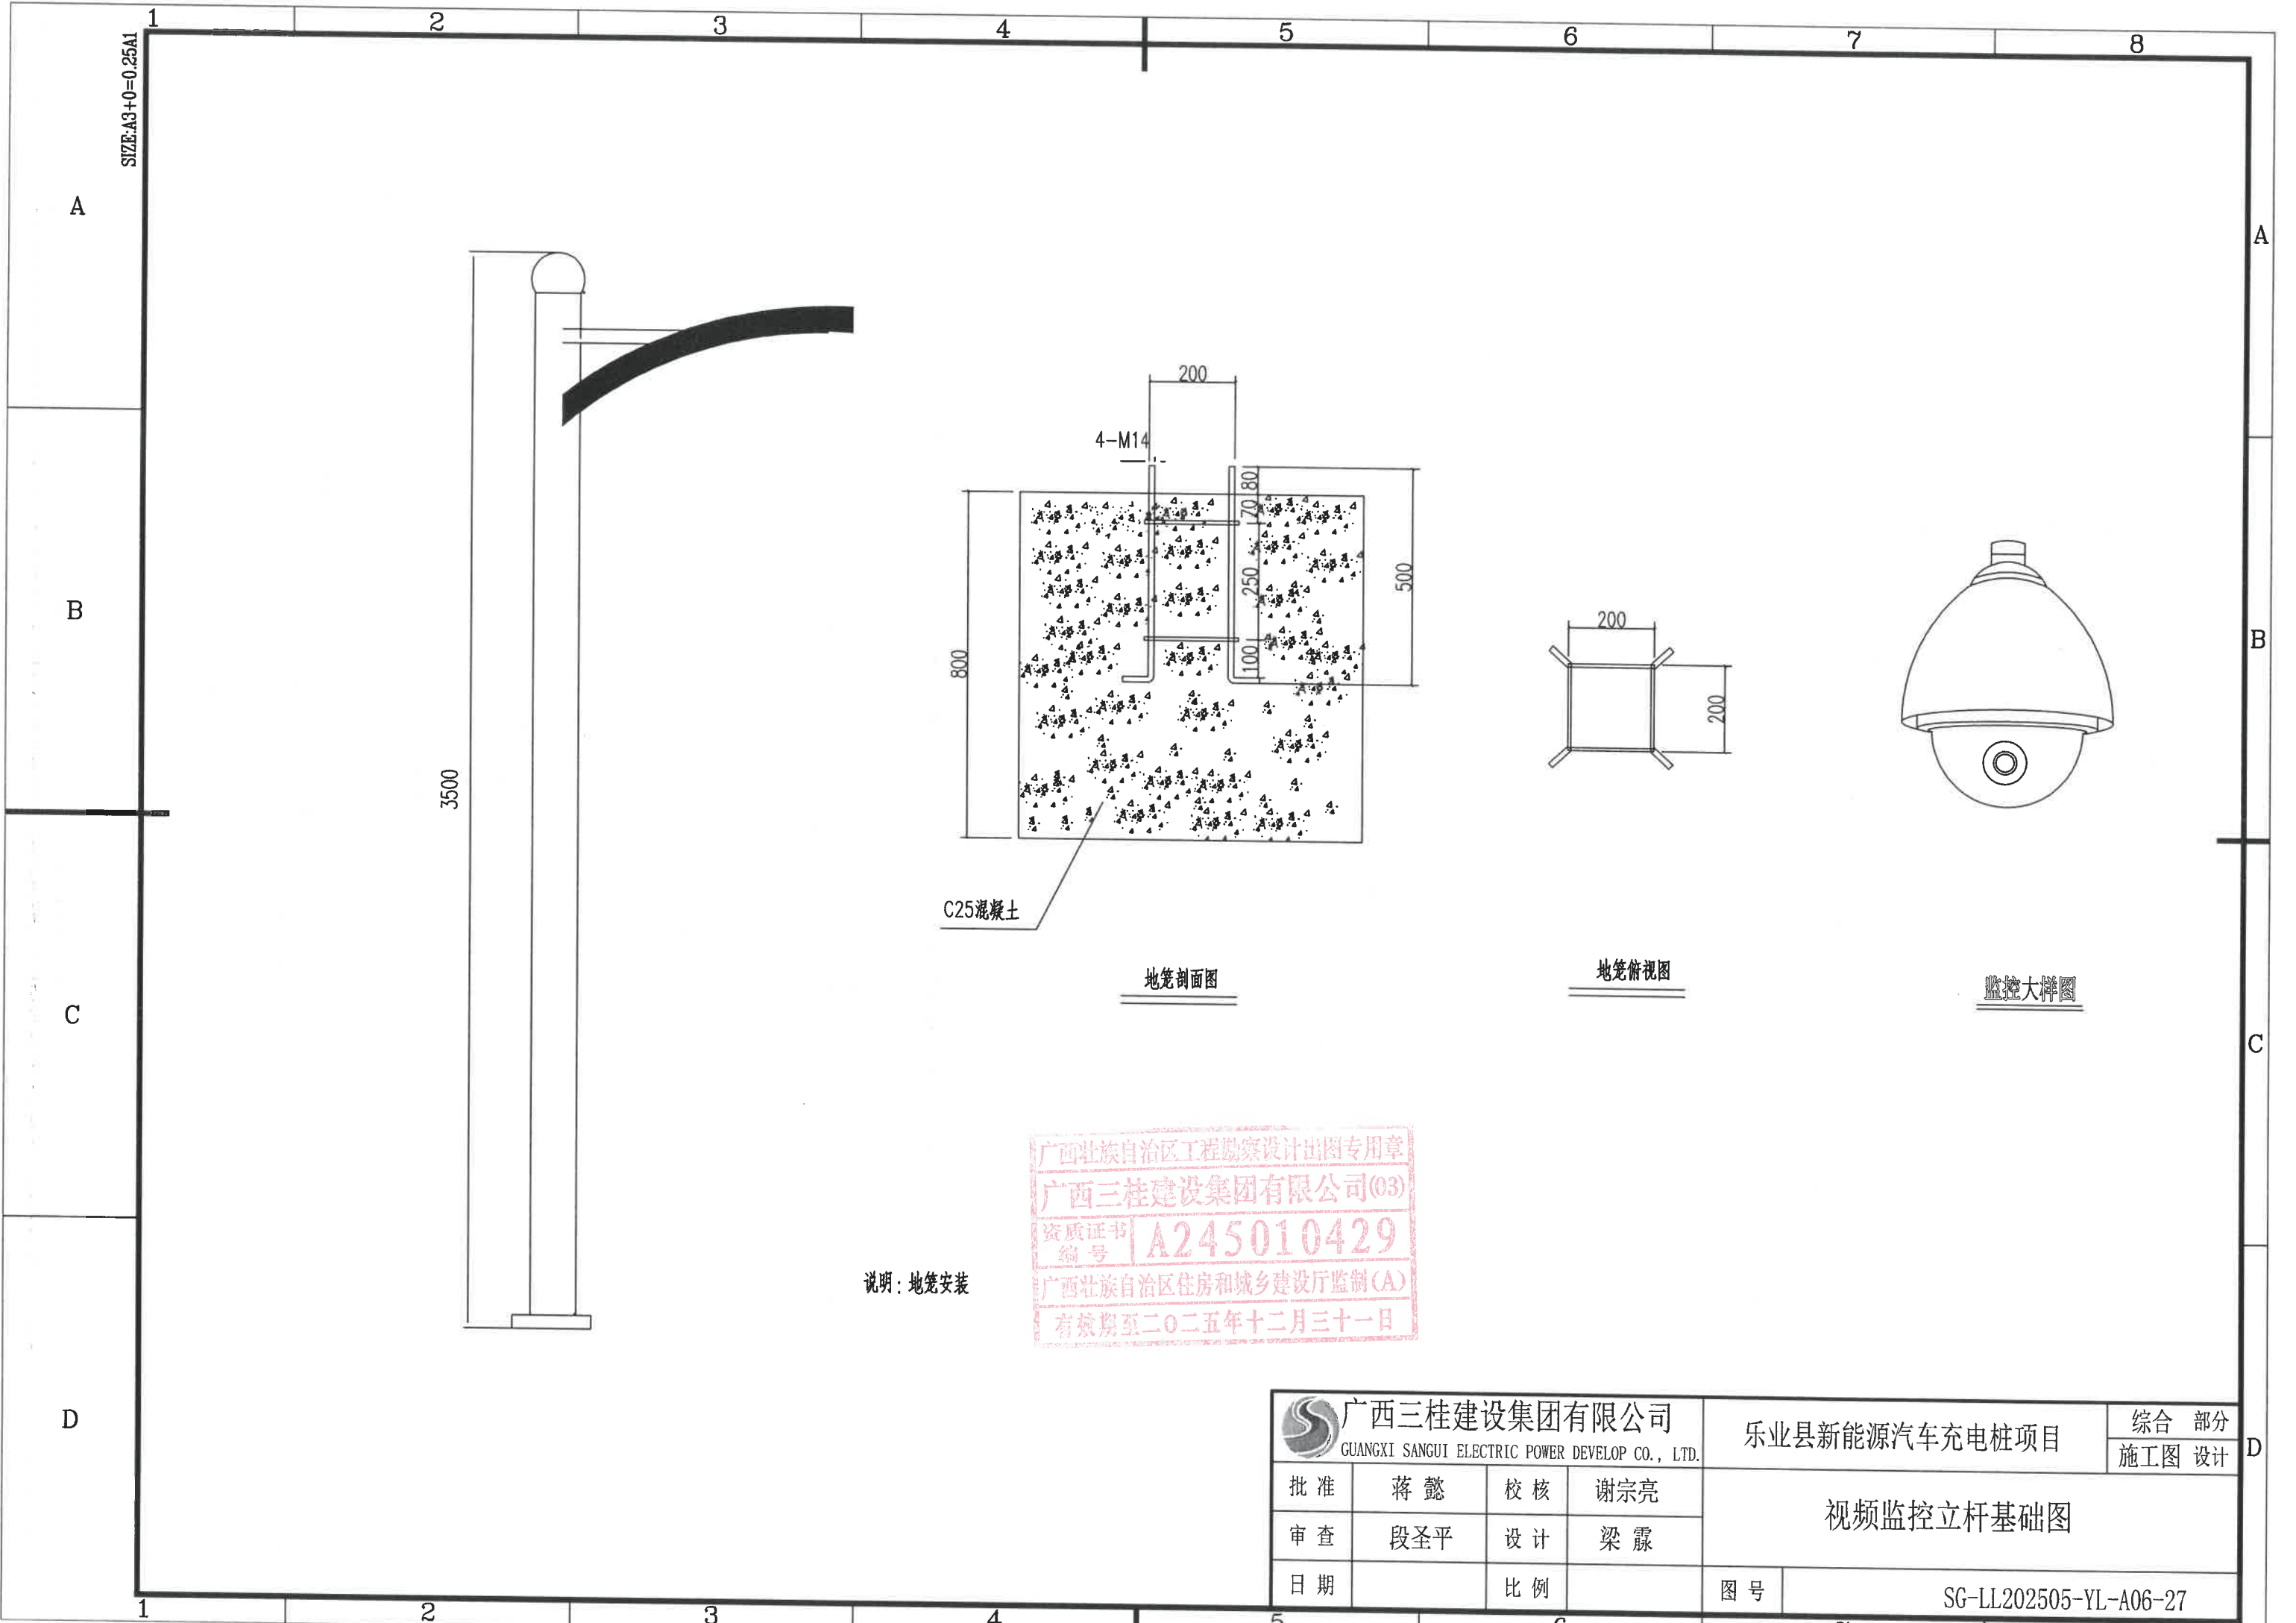 1 2 3 4 5 6 7 8
SIZE:A3+0=0.25A1
A
A
B
B
C
C
D
D
3500
200
4-M14
80
70
250
100
500
800
C25混凝土
地笼剖面图
200
200
地笼俯视图
监控大样图
说明：地笼安装
广西壮族自治区工程勘察设计出图专用章
广西三桂建设集团有限公司(03)
资质证书
编号
A245010429
广西壮族自治区住房和城乡建设厅监制(A)
有效期至二〇二五年十二月三十一日
广西三桂建设集团有限公司
GUANGXI SANGUI ELECTRIC POWER DEVELOP CO., LTD.
乐业县新能源汽车充电桩项目
综合 部分
施工图 设计
批 准 蒋 懿 校 核 谢宗亮
视频监控立杆基础图
审 查 段圣平 设 计 梁 霖
日 期 比 例
图 号 SG-LL202505-YL-A06-27
1 2 3 4